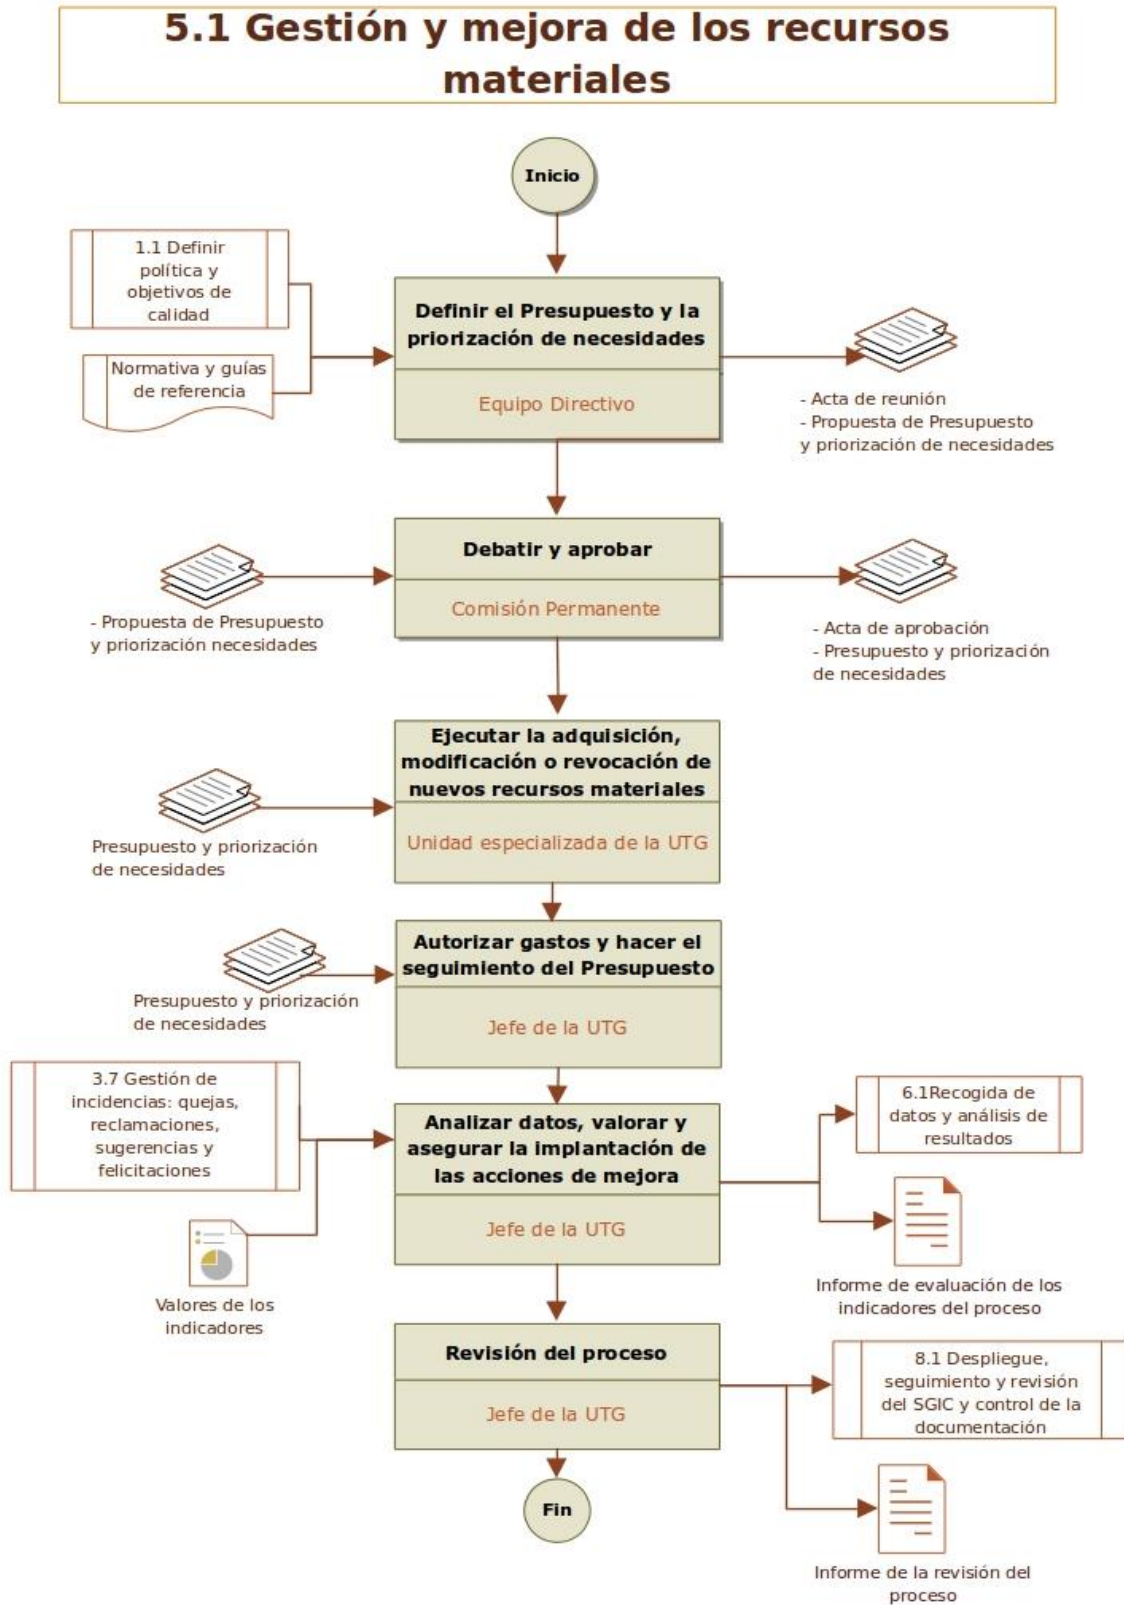 5.1 Gestión y mejora de los recursos
materiales
Inicio
1.1 Definir
política y
objetivos de
calidad
Normativa y guías
de referencia
Definir el Presupuesto y la
priorización de necesidades
Equipo Directivo
- Acta de reunión
- Propuesta de Presupuesto
y priorización de necesidades
Debatir y aprobar
Comisión Permanente
- Propuesta de Presupuesto
y priorización necesidades
- Acta de aprobación
- Presupuesto y priorización
de necesidades
Ejecutar la adquisición,
modificación o revocación de
nuevos recursos materiales
Unidad especializada de la UTG
Presupuesto y priorización
de necesidades
Autorizar gastos y hacer el
seguimiento del Presupuesto
Jefe de la UTG
Presupuesto y priorización
de necesidades
3.7 Gestión de
incidencias: quejas,
reclamaciones,
sugerencias y
felicitaciones
Valores de los
indicadores
Analizar datos, valorar y
asegurar la implantación de
las acciones de mejora
Jefe de la UTG
6.1Recogida de
datos y análisis de
resultados
Informe de evaluación de los
indicadores del proceso
Revisión del proceso
Jefe de la UTG
8.1 Despliegue,
seguimiento y revisión
del SGIC y control de la
documentación
Fin
Informe de la revisión del
proceso